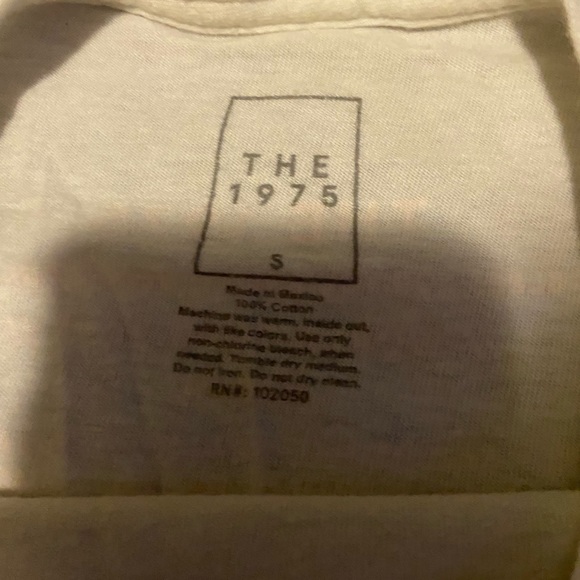 THE
1975
S
Made in Mexico
100% Cotton
Machine was warm, inside out,
with like colors. Use only
non-chlorine bleach, when
needed. Tumble dry medium.
Do not iron. Do not dry clean.
RN#: 102050